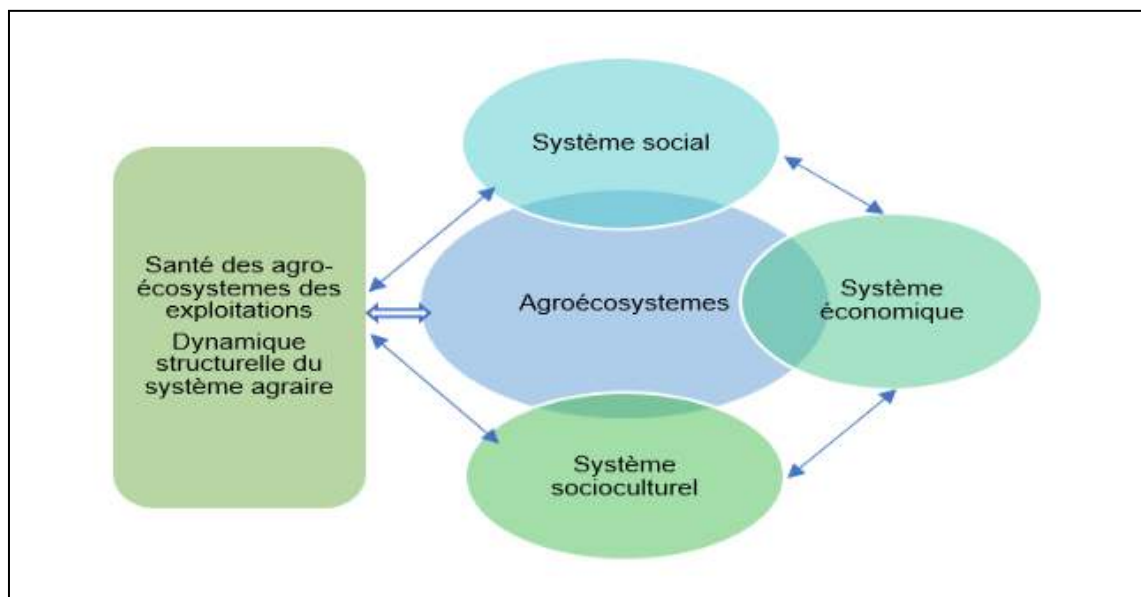 Système social
Santé des agro-
écosystemes des
exploitations
Dynamique
structurelle du
système agraire
Agroécosystemes
Système
économique
Système
socioculturel